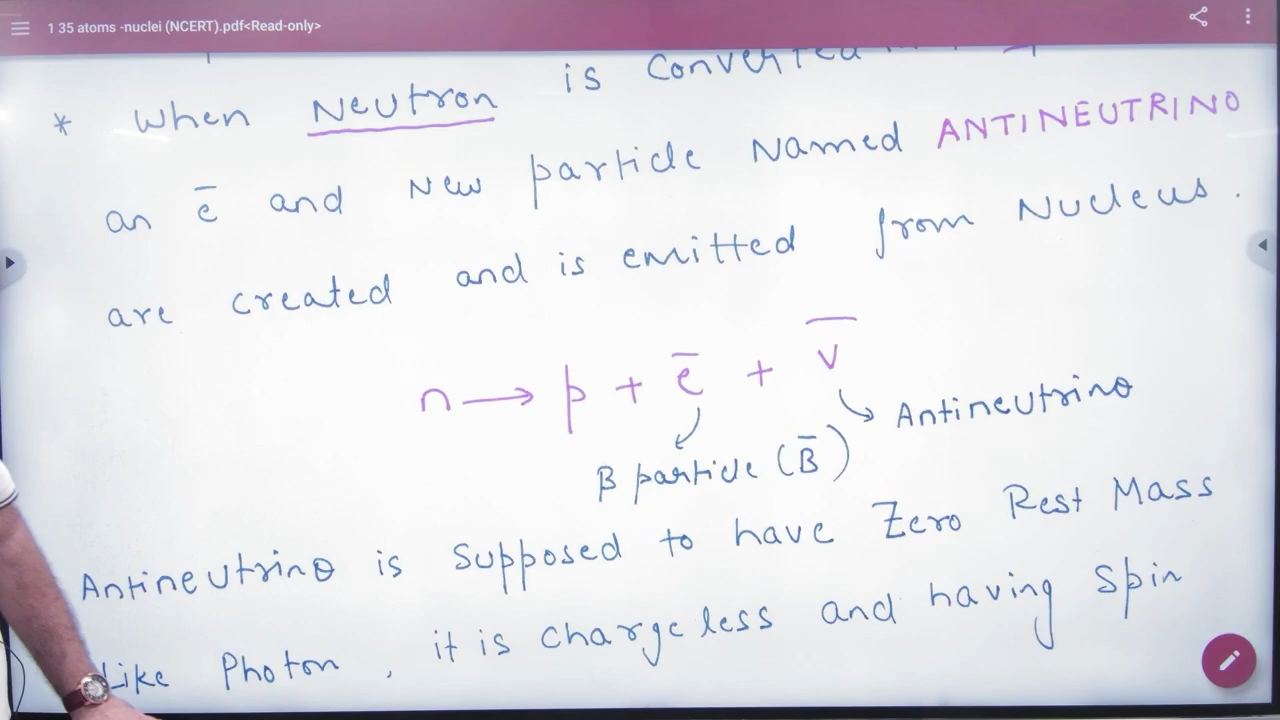 1 35 atoms -nuclei (NCERT).pdf<Read-only>
* When Neutron is converted
an e̅ and New particle Named ANTINEUTRINO
are created and is emitted from Nucleus.
n → p + e̅ + v̅
Antineutrino
β particle (β̅)
Antineutrino is supposed to have Zero Rest Mass
Like Photon, it is chargeless and having spin